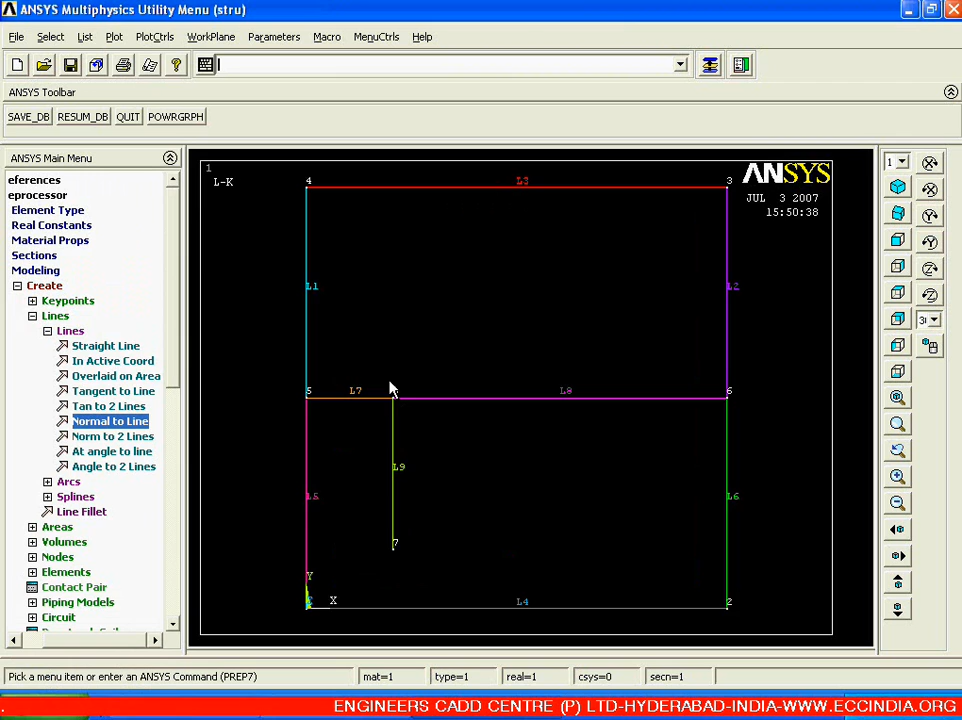 ANSYS Multiphysics Utility Menu (stru)
File Select List Plot PlotCtrls WorkPlane Parameters Macro MenuCtrls Help
ANSYS Toolbar
SAVE_DB RESUM_DB QUIT POWRGRPH
ANSYS Main Menu
eferences
eprocessor
Element Type
Real Constants
Material Props
Sections
Modeling
Create
Keypoints
Lines
Lines
Straight Line
In Active Coord
Overlaid on Area
Tangent to Line
Tan to 2 Lines
Normal to Line
Norm to 2 Lines
At angle to line
Angle to 2 Lines
Arcs
Splines
Line Fillet
Areas
Volumes
Nodes
Elements
Contact Pair
Piping Models
Circuit
1
L-K
ANSYS
JUL 3 2007
15:50:38
4 L3 3
L1 L2
5 L7 L8 6
L9
L5 L6
7
Y
Z X L4 2
1
Pick a menu item or enter an ANSYS Command (PREP7) mat=1 type=1 real=1 csys=0 secn=1
. ENGINEERS CADD CENTRE (P) LTD-HYDERABAD-INDIA-WWW.ECCINDIA.ORG